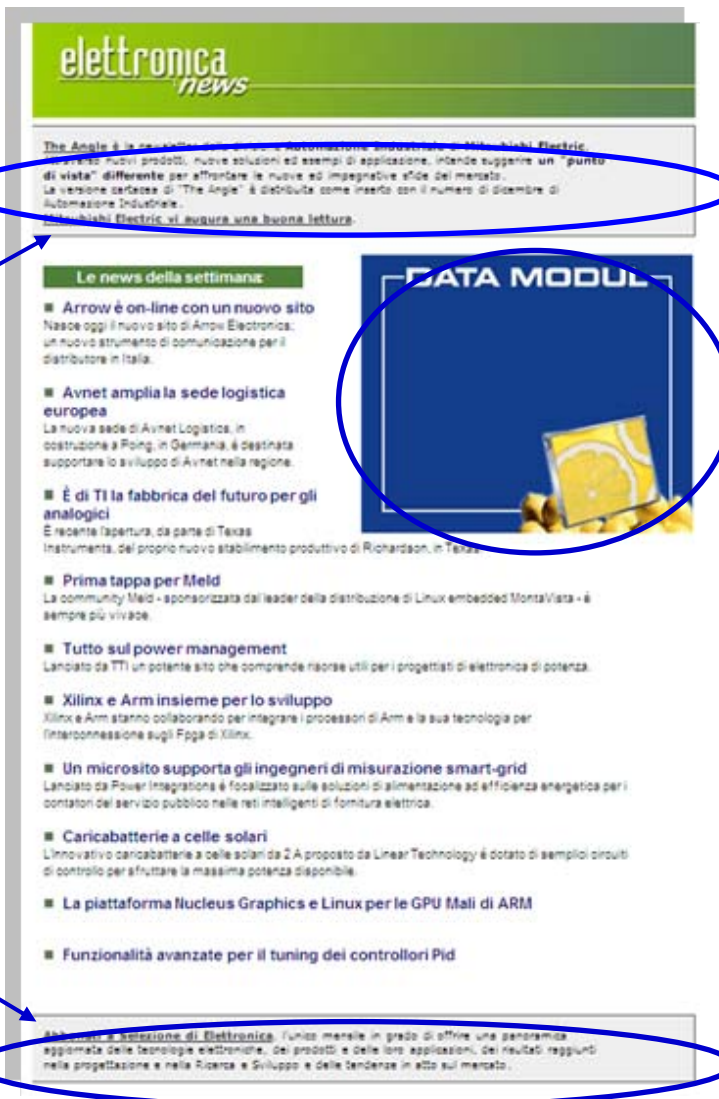 elettronica
news
The Angle è la newsletter della divisione Automazione Industriale di Mitsubishi Electric.
Attraverso nuovi prodotti, nuove soluzioni ed esempi di applicazione, intende suggerire un "punto
di vista" differente per affrontare le nuove ed impegnative sfide del mercato.
La versione cartacea di "The Angle" è distribuita come inserto con il numero di dicembre di
Automazione Industriale.
Mitsubishi Electric vi augura una buona lettura.
Le news della settimana:
DATA MODUL
Arrow è on-line con un nuovo sito
Nasce oggi il nuovo sito di Arrow Electronics:
un nuovo strumento di comunicazione per il
distributore in Italia.
Avnet amplia la sede logistica
europea
La nuova sede di Avnet Logistics, in
costruzione a Poing, in Germania, è destinata
supportare lo sviluppo di Avnet nella regione.
È di TI la fabbrica del futuro per gli
analogici
È recente l'apertura, da parte di Texas
Instruments, del proprio nuovo stabilimento produttivo di Richardson, in Texas
Prima tappa per Meld
La community Meld - sponsorizzata dal leader della distribuzione di Linux embedded MontaVista - è
sempre più vivace.
Tutto sul power management
Lanciato da TTI un potente sito che comprende risorse utili per i progettisti di elettronica di potenza.
Xilinx e Arm insieme per lo sviluppo
Xilinx e Arm stanno collaborando per integrare i processori di Arm e la sua tecnologia per
l'interconnessione sugli Fpga di Xilinx.
Un microsito supporta gli ingegneri di misurazione smart-grid
Lanciato da Power Integrations è focalizzato sulle soluzioni di alimentazione ad efficienza energetica per i
contatori del servizio pubblico nelle reti intelligenti di fornitura elettrica.
Caricabatterie a celle solari
L'innovativo caricabatterie a celle solari da 2 A proposto da Linear Technology è dotato di semplici circuiti
di controllo per sfruttare la massima potenza disponibile.
La piattaforma Nucleus Graphics e Linux per le GPU Mali di ARM
Funzionalità avanzate per il tuning dei controllori Pid
Abbonati a Selezione di Elettronica, l'unico mensile in grado di offrire una panoramica
aggiornata delle tecnologie elettroniche, dei prodotti e delle loro applicazioni, dei risultati raggiunti
nella progettazione e nella Ricerca e Sviluppo e delle tendenze in atto sul mercato.